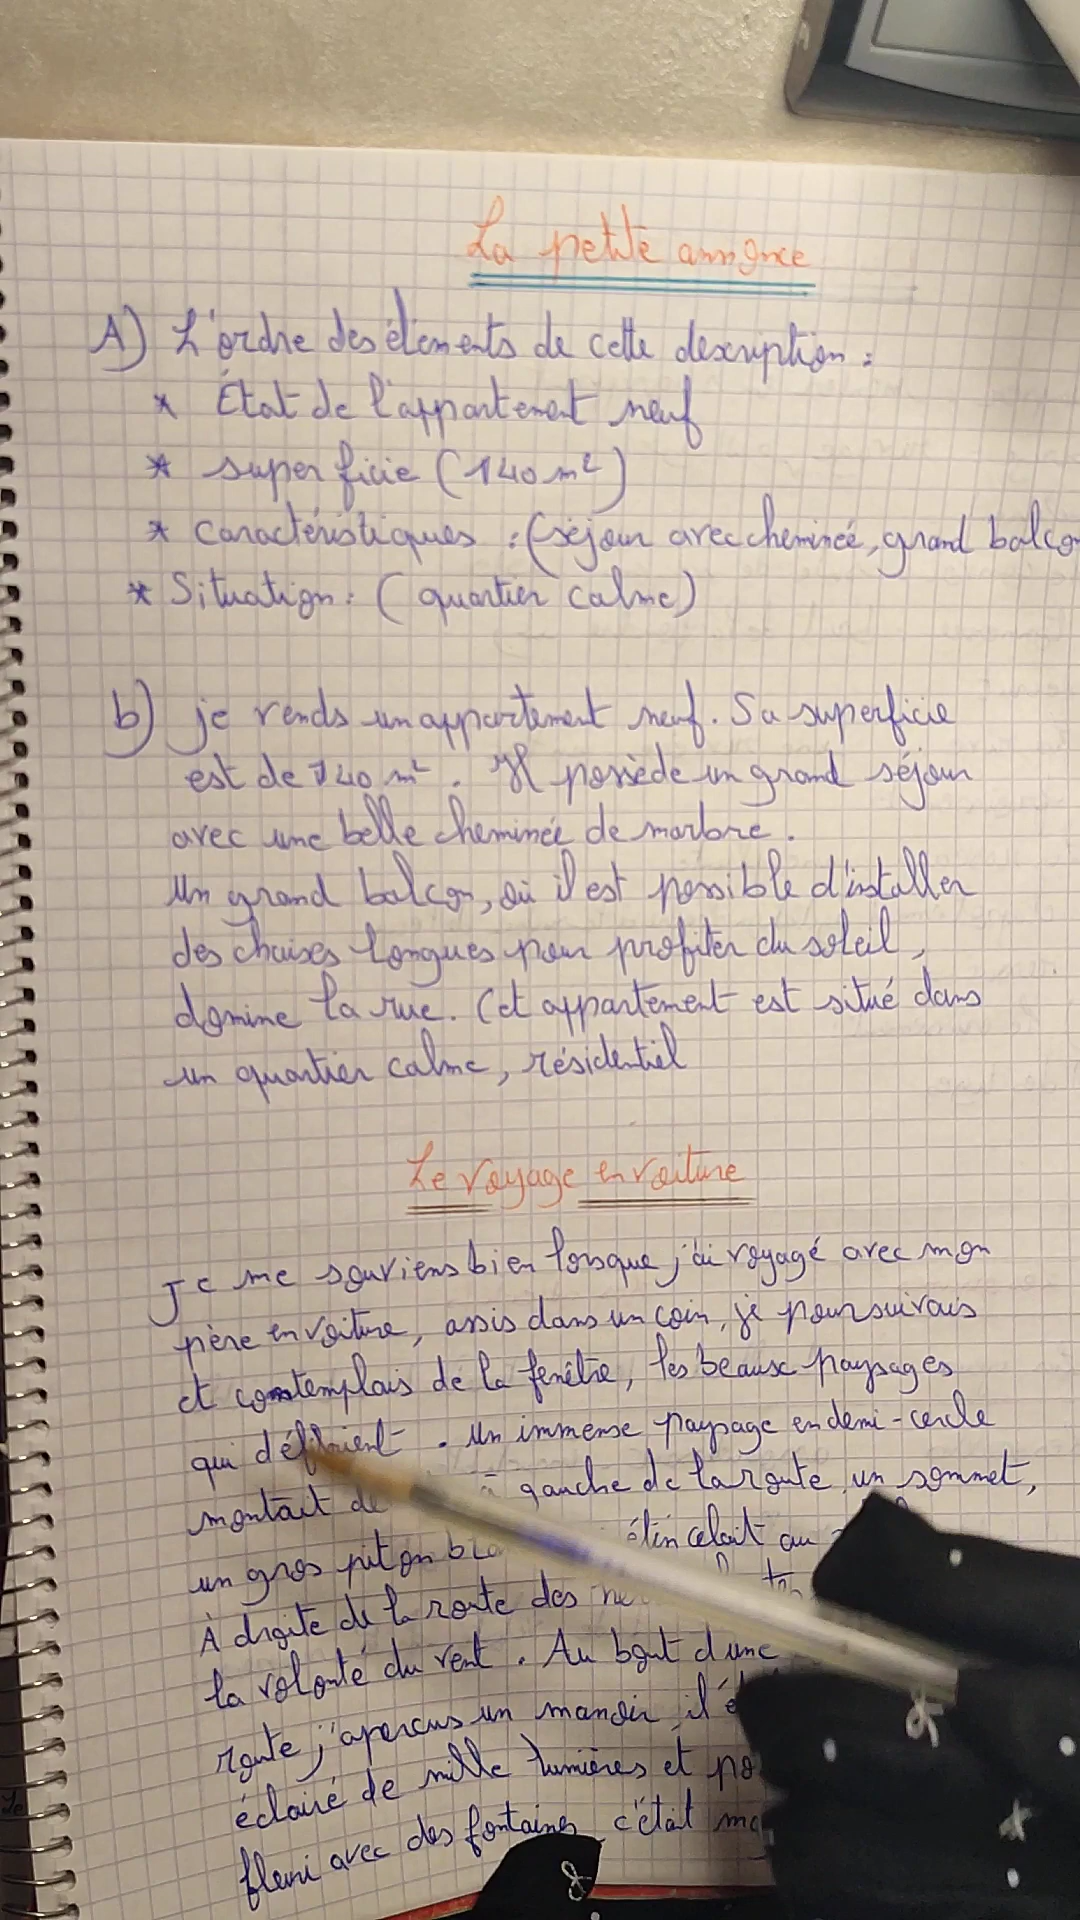 La petite annonce
A) L'ordre des éléments de cette description :
* État de l'appartement neuf
* superficie (140 m²)
* Caractéristiques : (séjour avec cheminée, grand balcon
* Situation : (quartier calme)
b) je vends un appartement neuf. Sa superficie
est de 140 m². Il possède un grand séjour
avec une belle cheminée de marbre.
Un grand balcon, où il est possible d'installer
des chaises longues pour profiter du soleil,
domine la rue. Cet appartement est situé dans
un quartier calme, résidentiel
Le voyage en voiture
Je me souviens bien lorsque j'ai voyagé avec mon
père en voiture, assis dans un coin, je poursuivais
et contemplais de la fenêtre, les beaux paysages
qui défilaient. Un immense paysage en demi-cercle
montait de gauche de la route un sommet,
un gros piton étincelait au
À droite de la route des
la volonté du vent. Au bout d'une
route j'apercus un manoir, il
éclairé de mille lumières et
fleuri avec des fontaines c'était